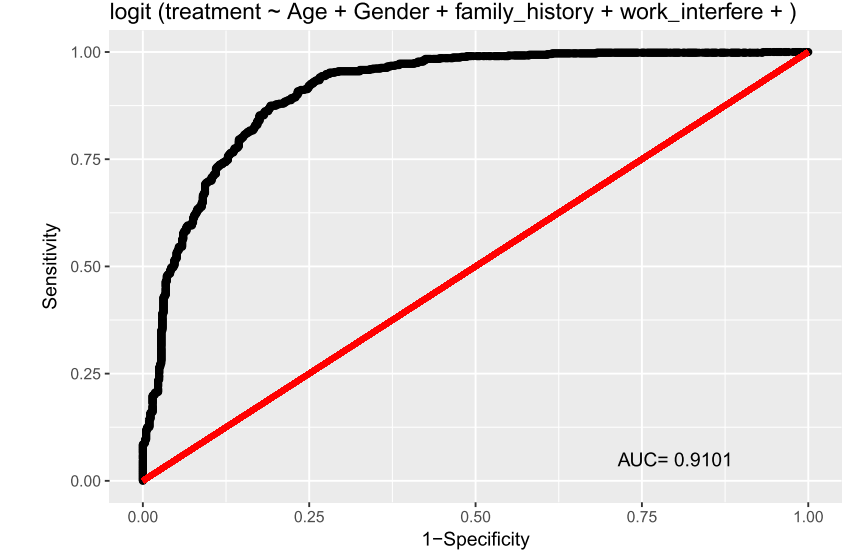 logit (treatment ~ Age + Gender + family_history + work_interfere + )
1.00
0.75
0.50
0.25
0.00
Sensitivity
AUC= 0.9101
0.00 0.25 0.50 0.75 1.00
1−Specificity